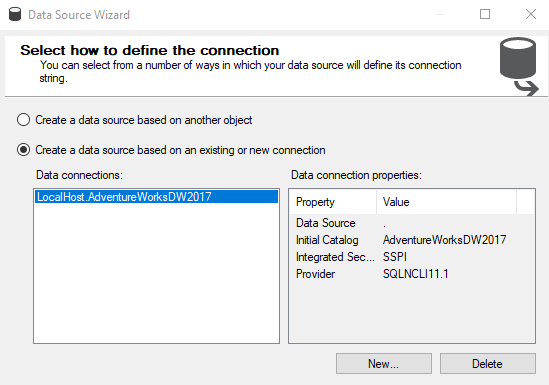 Data Source Wizard
Select how to define the connection
You can select from a number of ways in which your data source will define its connection
string.
Create a data source based on another object
Create a data source based on an existing or new connection
Data connections:
Data connection properties:
LocalHost.AdventureWorksDW2017
Property Value
Data Source .
Initial Catalog AdventureWorksDW2017
Integrated Sec... SSPI
Provider SQLNCLI11.1
New... Delete